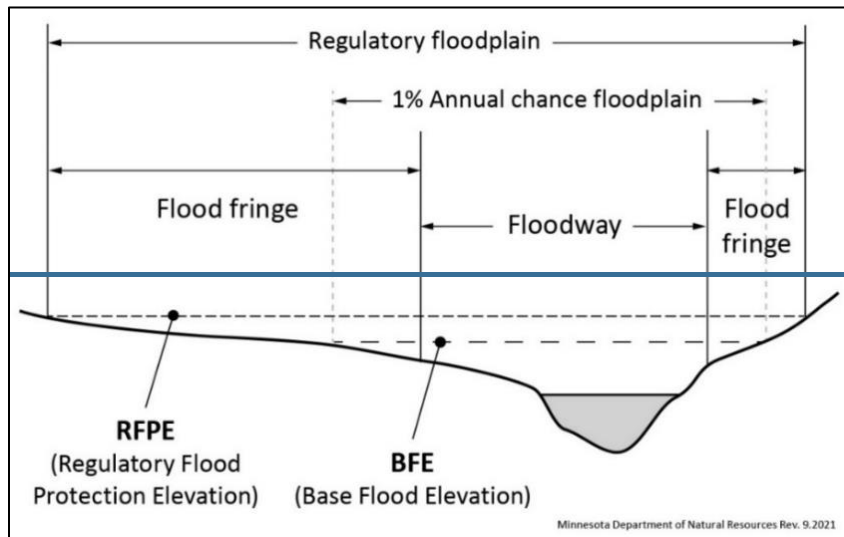 Regulatory floodplain
1% Annual chance floodplain
Flood fringe
Floodway
Flood
fringe
RFPE
(Regulatory Flood
Protection Elevation)
BFE
(Base Flood Elevation)
Minnesota Department of Natural Resources Rev. 9.2021